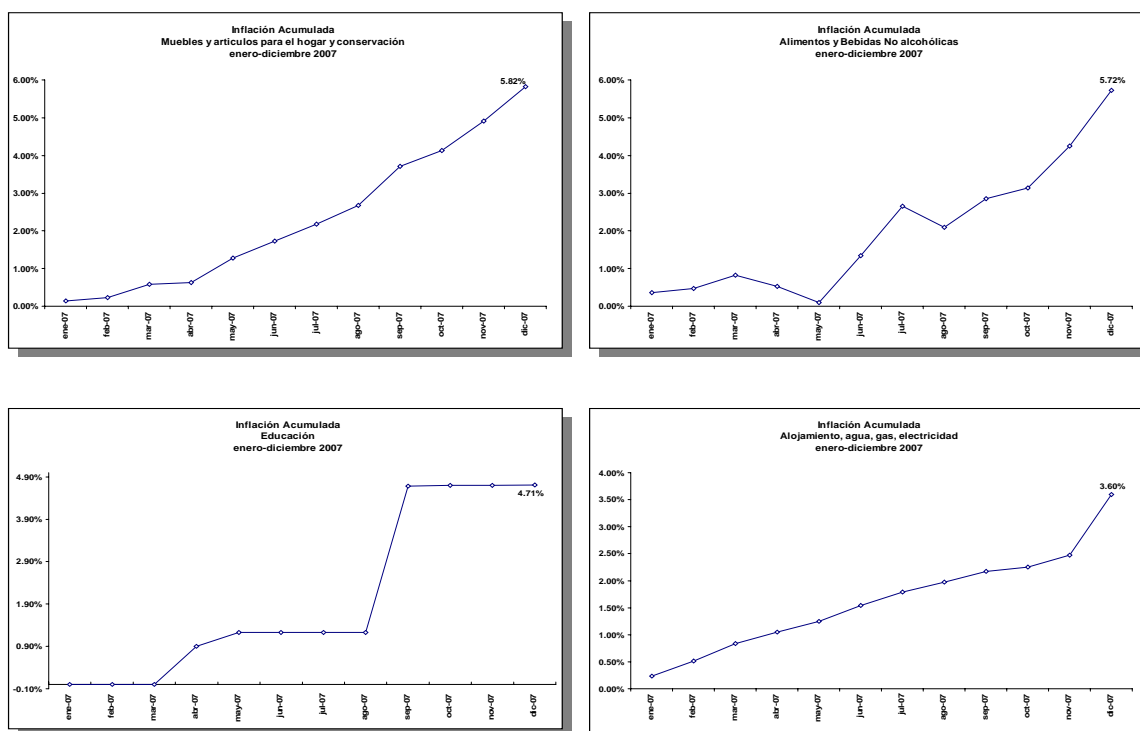 Inflación Acumulada
Muebles y articulos para el hogar y conservación
enero-diciembre 2007
6.00%
5.00%
4.00%
3.00%
2.00%
1.00%
0.00%
5.82%
ene-07
feb-07
mar-07
abr-07
may-07
jun-07
jul-07
ago-07
sep-07
oct-07
nov-07
dic-07
Inflación Acumulada
Alimentos y Bebidas No alcohólicas
enero-diciembre 2007
6.00%
5.00%
4.00%
3.00%
2.00%
1.00%
0.00%
5.72%
ene-07
feb-07
mar-07
abr-07
may-07
jun-07
jul-07
ago-07
sep-07
oct-07
nov-07
dic-07
Inflación Acumulada
Educación
enero-diciembre 2007
4.90%
3.90%
2.90%
1.90%
0.90%
-0.10%
4.71%
ene-07
feb-07
mar-07
abr-07
may-07
jun-07
jul-07
ago-07
sep-07
oct-07
nov-07
dic-07
Inflación Acumulada
Alojamiento, agua, gas, electricidad
enero-diciembre 2007
4.00%
3.50%
3.00%
2.50%
2.00%
1.50%
1.00%
0.50%
0.00%
3.60%
ene-07
feb-07
mar-07
abr-07
may-07
jun-07
jul-07
ago-07
sep-07
oct-07
nov-07
dic-07